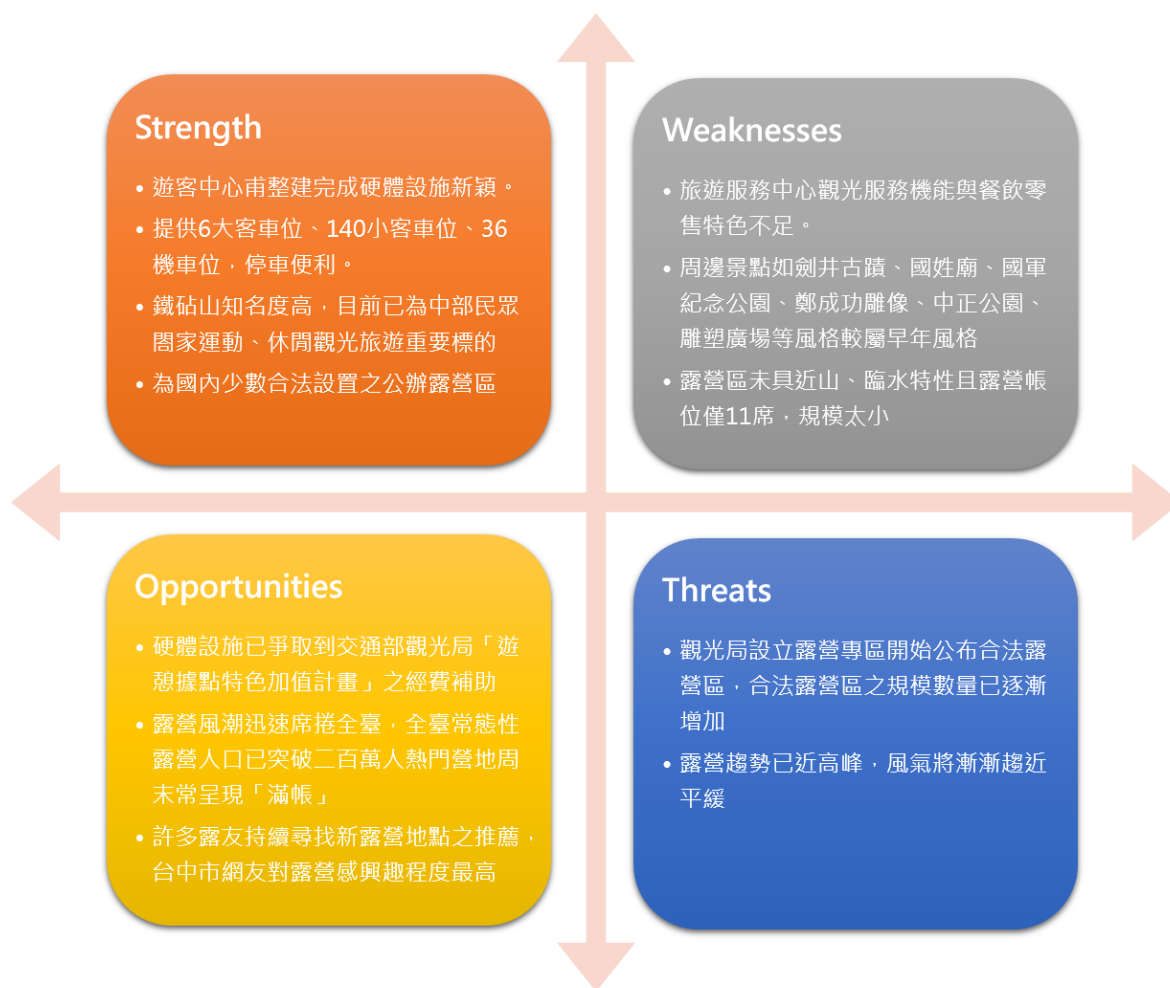 Strength
• 遊客中心甫整建完成硬體設施新穎。
• 提供6大客車位、140小客車位、36
機車位，停車便利。
• 鐵砧山知名度高，目前已為中部民眾
閤家運動、休閒觀光旅遊重要標的
• 為國內少數合法設置之公辦露營區
Weaknesses
• 旅遊服務中心觀光服務機能與餐飲零
售特色不足。
• 周邊景點如劍井古蹟、國姓廟、國軍
紀念公園、鄭成功雕像、中正公園、
雕塑廣場等風格較屬早年風格
• 露營區未具近山、臨水特性且露營帳
位僅11席，規模太小
Opportunities
• 硬體設施已爭取到交通部觀光局「遊
憩據點特色加值計畫」之經費補助
• 露營風潮迅速席捲全臺，全臺常態性
露營人口已突破二百萬人熱門營地周
末常呈現「滿帳」
• 許多露友持續尋找新露營地點之推薦，
台中市網友對露營感興趣程度最高
Threats
• 觀光局設立露營專區開始公布合法露
營區，合法露營區之規模數量已逐漸
增加
• 露營趨勢已近高峰，風氣將漸漸趨近
平緩